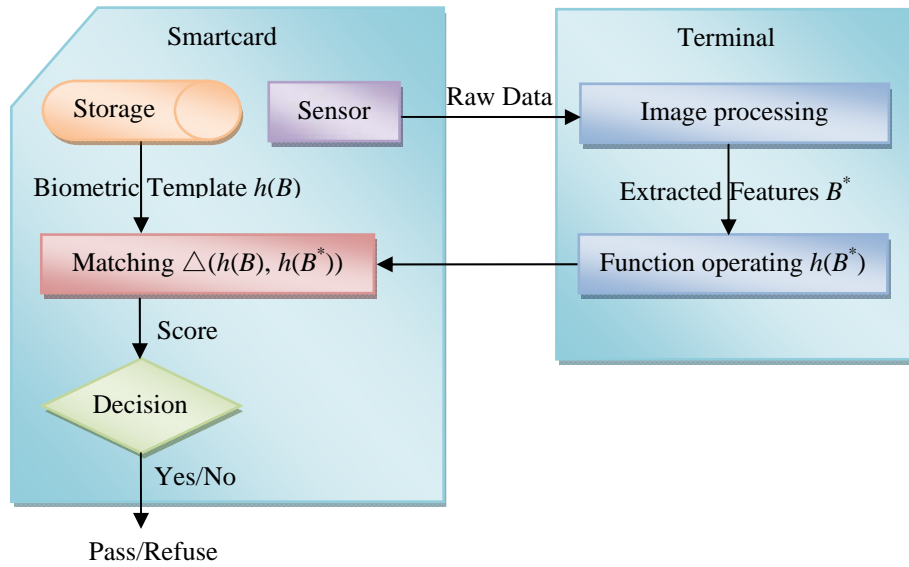 Smartcard
Terminal
Storage
Sensor
Raw Data
Image processing
Biometric Template h(B)
Extracted Features B*
Matching △(h(B), h(B*))
Function operating h(B*)
Score
Decision
Yes/No
Pass/Refuse